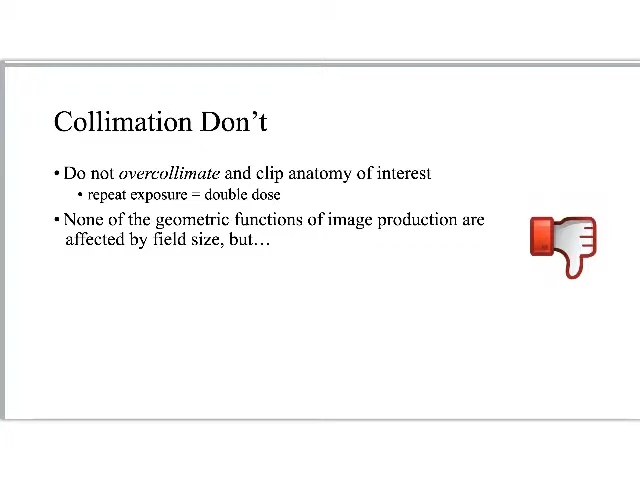 Collimation Don’t
• Do not overcollimate and clip anatomy of interest
• repeat exposure = double dose
• None of the geometric functions of image production are
affected by field size, but…